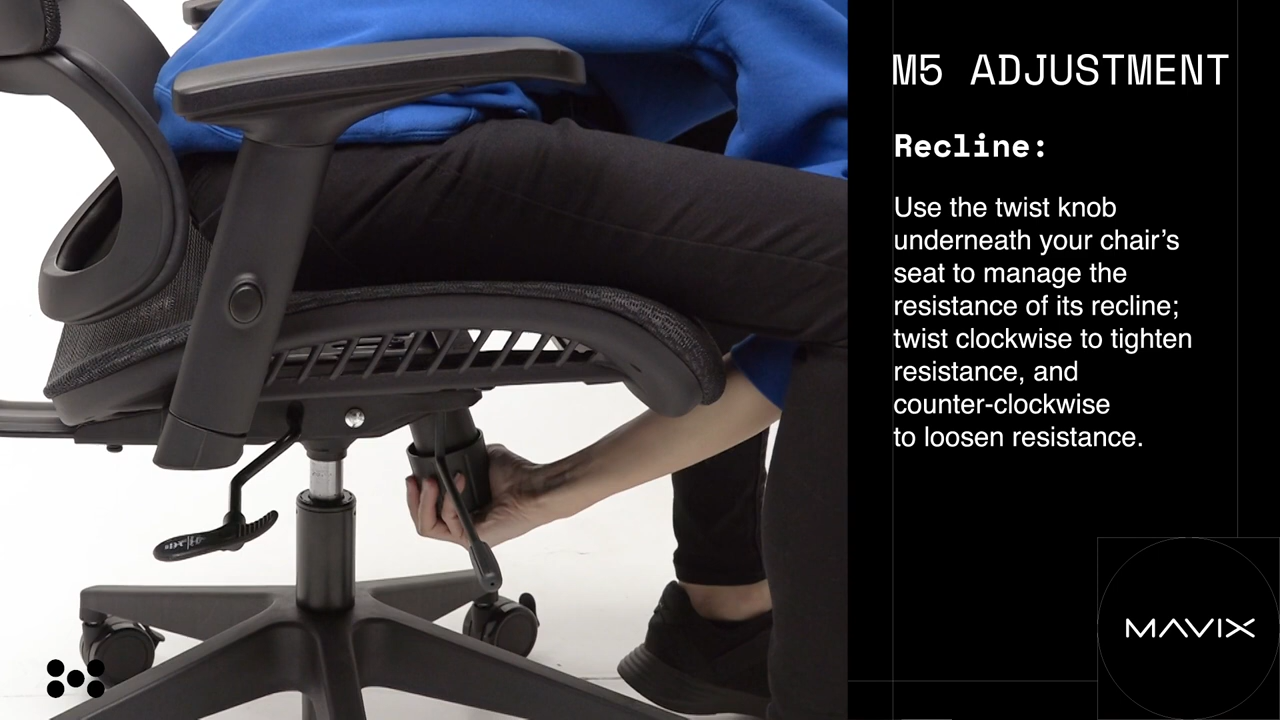 M5 ADJUSTMENT
Recline:
Use the twist knob
underneath your chair’s
seat to manage the
resistance of its recline;
twist clockwise to tighten
resistance, and
counter-clockwise
to loosen resistance.
MAVIX